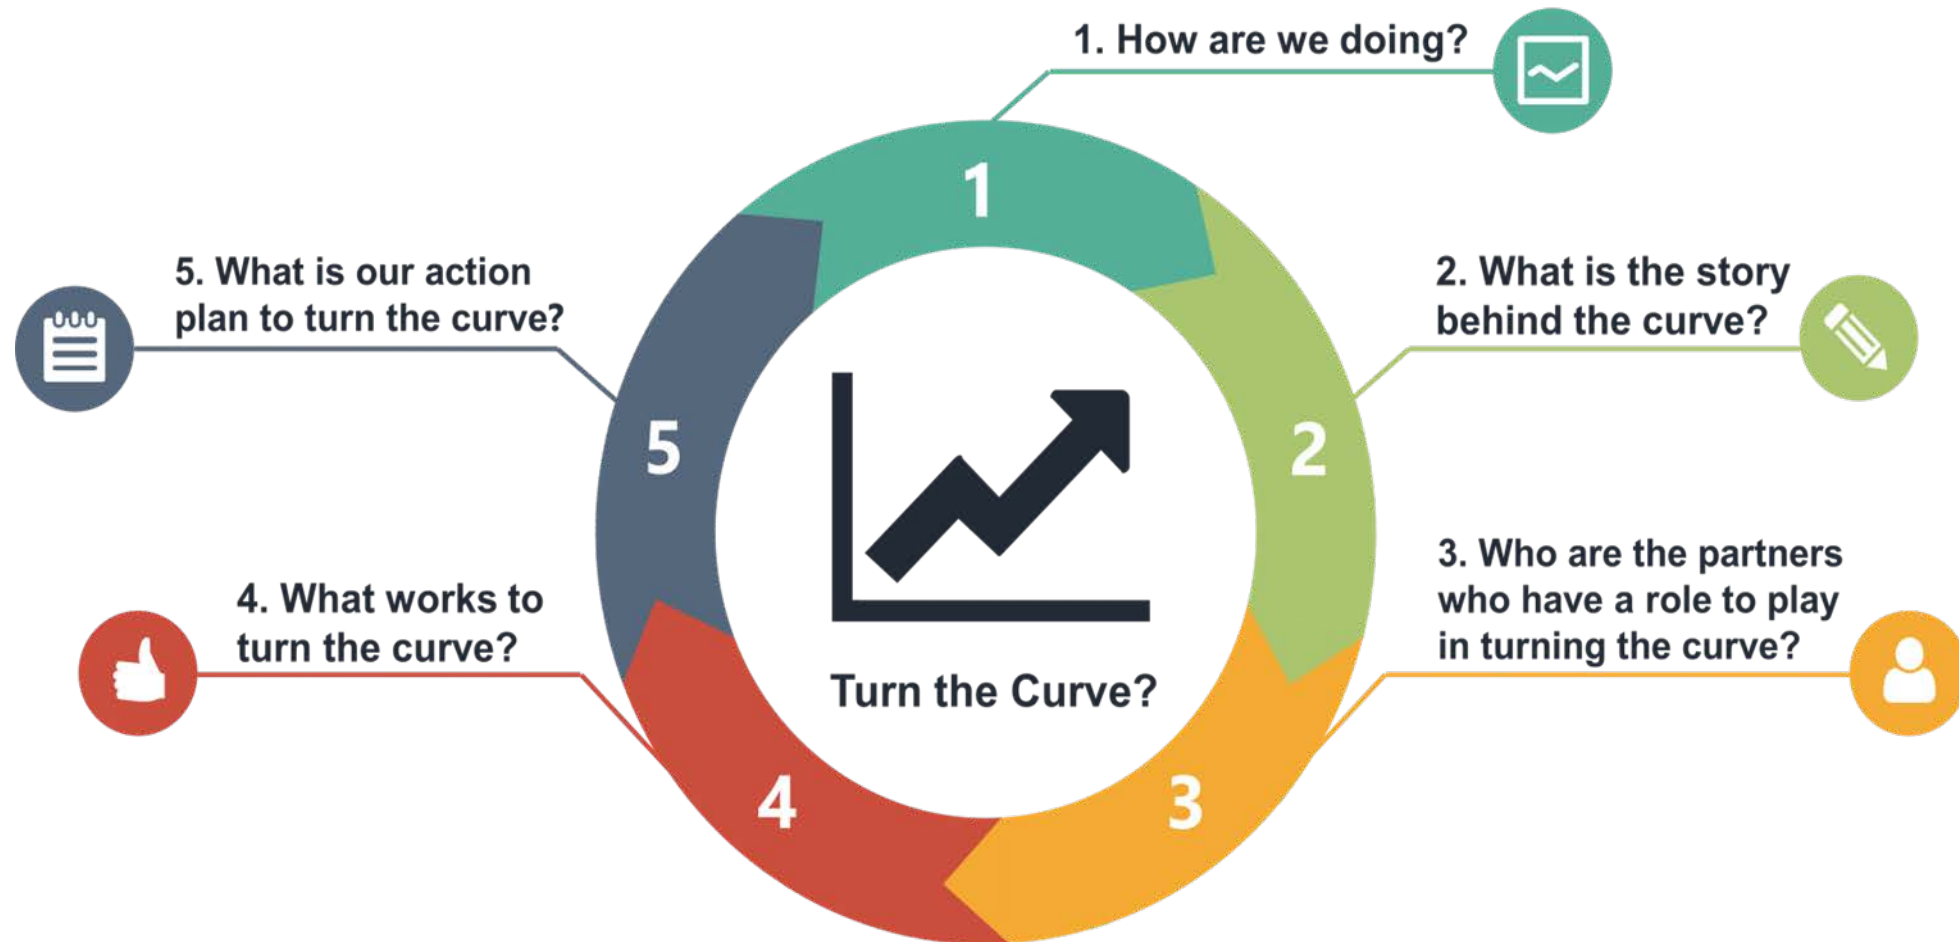 1. How are we doing?
1
2. What is the story
behind the curve?
2
3. Who are the partners
who have a role to play
in turning the curve?
3
4. What works to
turn the curve?
4
5. What is our action
plan to turn the curve?
5
Turn the Curve?